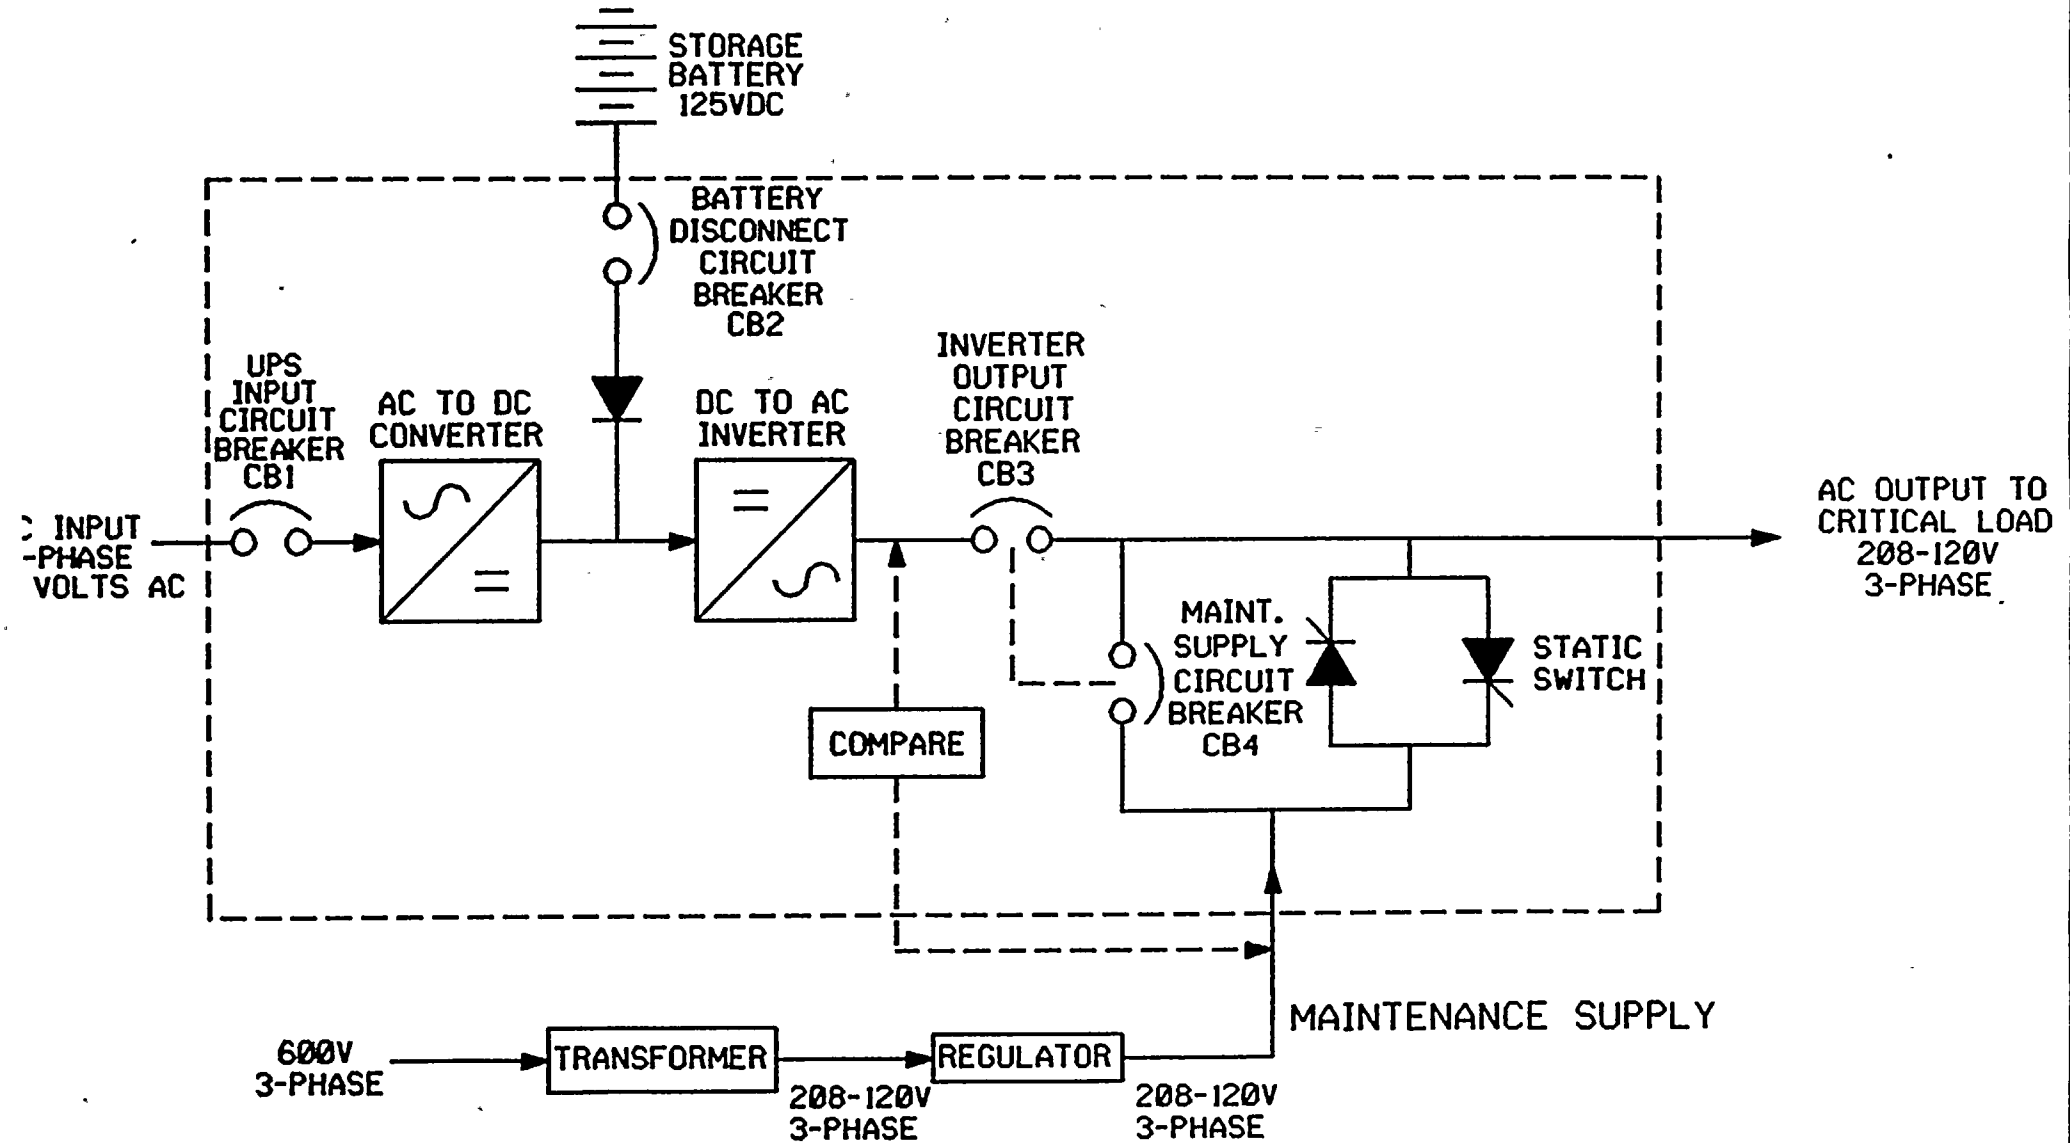 STORAGE
BATTERY
125VDC
BATTERY
DISCONNECT
CIRCUIT
BREAKER
CB2
INVERTER
OUTPUT
CIRCUIT
BREAKER
CB3
UPS
INPUT
CIRCUIT
BREAKER
CB1
AC TO DC
CONVERTER
DC TO AC
INVERTER
INPUT
-PHASE
VOLTS AC
AC OUTPUT TO
CRITICAL LOAD
208-120V
3-PHASE
MAINT.
SUPPLY
CIRCUIT
BREAKER
CB4
STATIC
SWITCH
COMPARE
MAINTENANCE SUPPLY
600V
3-PHASE
TRANSFORMER
208-120V
3-PHASE
REGULATOR
208-120V
3-PHASE